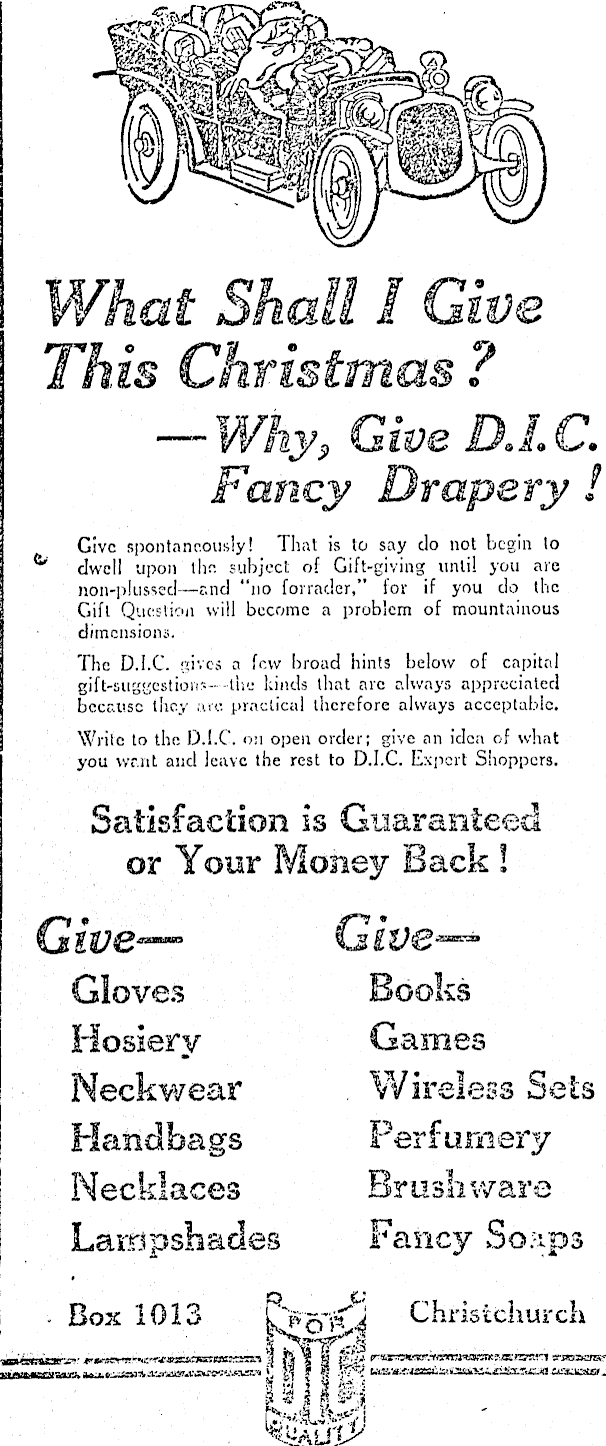 What Shall I Give
This Christmas?
—Why, Give D.I.C.
Fancy Drapery!
Give spontaneously! That is to say do not begin to
dwell upon the subject of Gift-giving until you are
non-plussed—and "no forrader," for if you do the
Gift Question will become a problem of mountainous
dimensions.
The D.I.C. gives a few broad hints below of capital
gift-suggestions—the kinds that are always appreciated
because they are practical therefore always acceptable.
Write to the D.I.C. on open order; give an idea of what
you want and leave the rest to D.I.C. Expert Shoppers.
Satisfaction is Guaranteed
or Your Money Back!
Give—
Gloves
Hosiery
Neckwear
Handbags
Necklaces
Lampshades
Give—
Books
Games
Wireless Sets
Perfumery
Brushware
Fancy Soaps
Box 1013
FOR
DIC
QUALITY
Christchurch